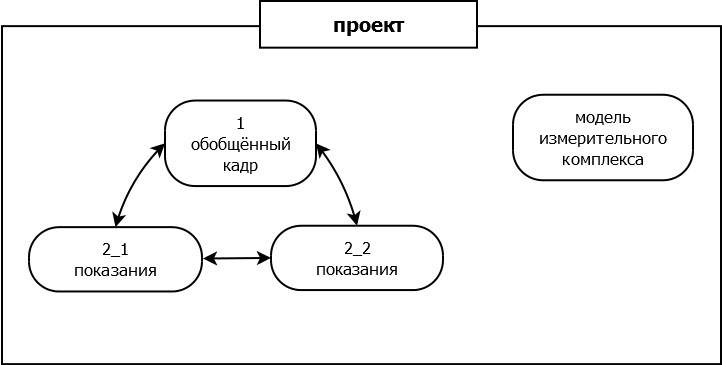 проект
1
обобщённый
кадр
модель
измерительного
комплекса
2_1
показания
2_2
показания